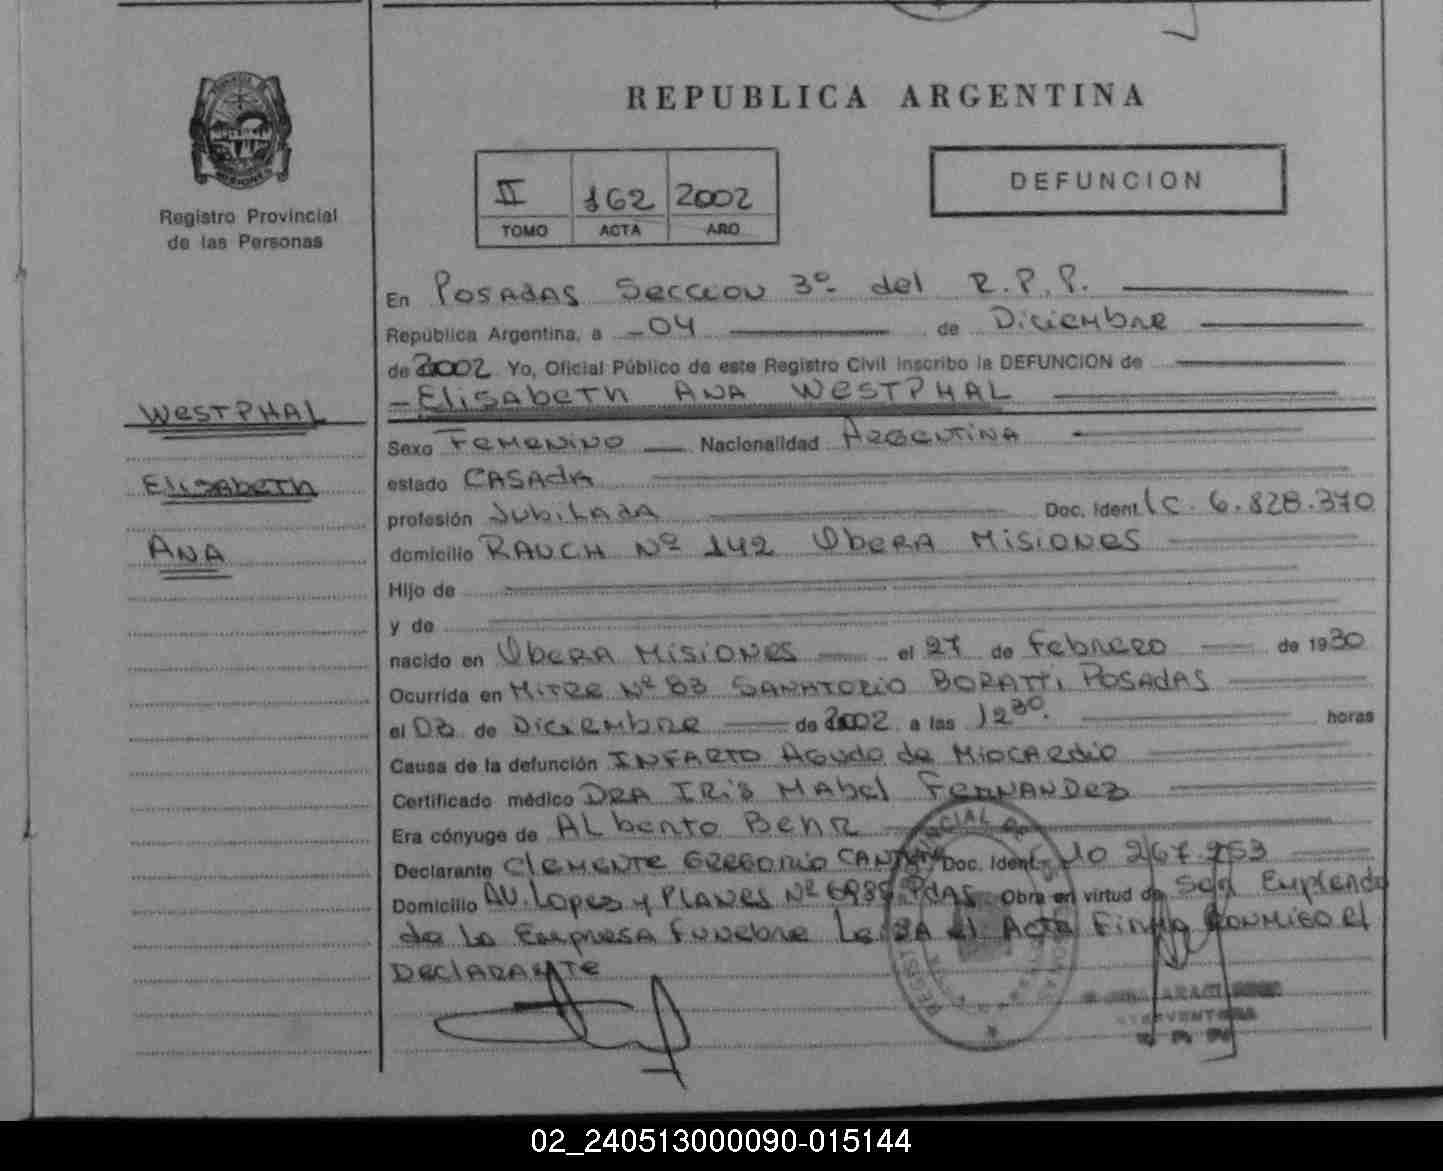 REPUBLICA ARGENTINA
Registro Provincial
de las Personas
II 162 2002
TOMO ACTA AÑO
DEFUNCION
WESTPHAL
Elisabeth
ANA
En POSADAS SECCION 3º del R.P.P.
República Argentina, a 04 de Diciembre
de 2002 Yo, Oficial Público de este Registro Civil inscribo la DEFUNCION de
Elisabeth ANA WESTPHAL
Sexo Femenino Nacionalidad ARGENTINA
estado CASADA
profesión JubiLAdA Doc. Ident LC. 6.828.370
domicilio RAUCH Nº 142 ObeRA MisiONes
Hijo de
y de
nacido en ObeRA MisiONes el 27 de febrero de 1930
Ocurrida en Mitre Nº 83 SANATORIO BORATTI POSADAS
el 03 de Diciembre de 2002 a las 12 30. horas
Causa de la defunción INFARTO AGUDO de MIOCARDIO
Certificado médico DRA IRIS MAbel FERNANDEZ
Era cónyuge de ALberto Behr
Declarante CLEMENTE GREGORIO Doc. Ident. 10 267.253
Domicilio AV. Lopez y PLANES Nº Pdas Obra en virtud de Ser Empleado
de La Empresa Funebre Leida el Acta Firma CONMIGO el
DECLARANTE
02_240513000090-015144